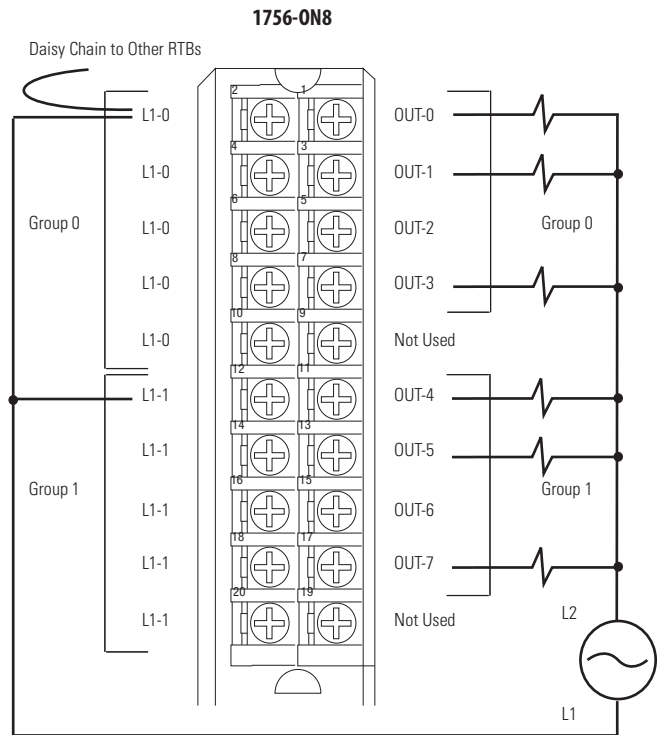 1756-ON8
Daisy Chain to Other RTBs
2 1
L1-0 OUT-0
4 3
L1-0 OUT-1
6 5
Group 0 L1-0 OUT-2 Group 0
8 7
L1-0 OUT-3
10 9
L1-0 Not Used
12 11
L1-1 OUT-4
14 13
L1-1 OUT-5
16 15
Group 1 L1-1 OUT-6 Group 1
18 17
L1-1 OUT-7
20 19
L1-1 Not Used L2
L1